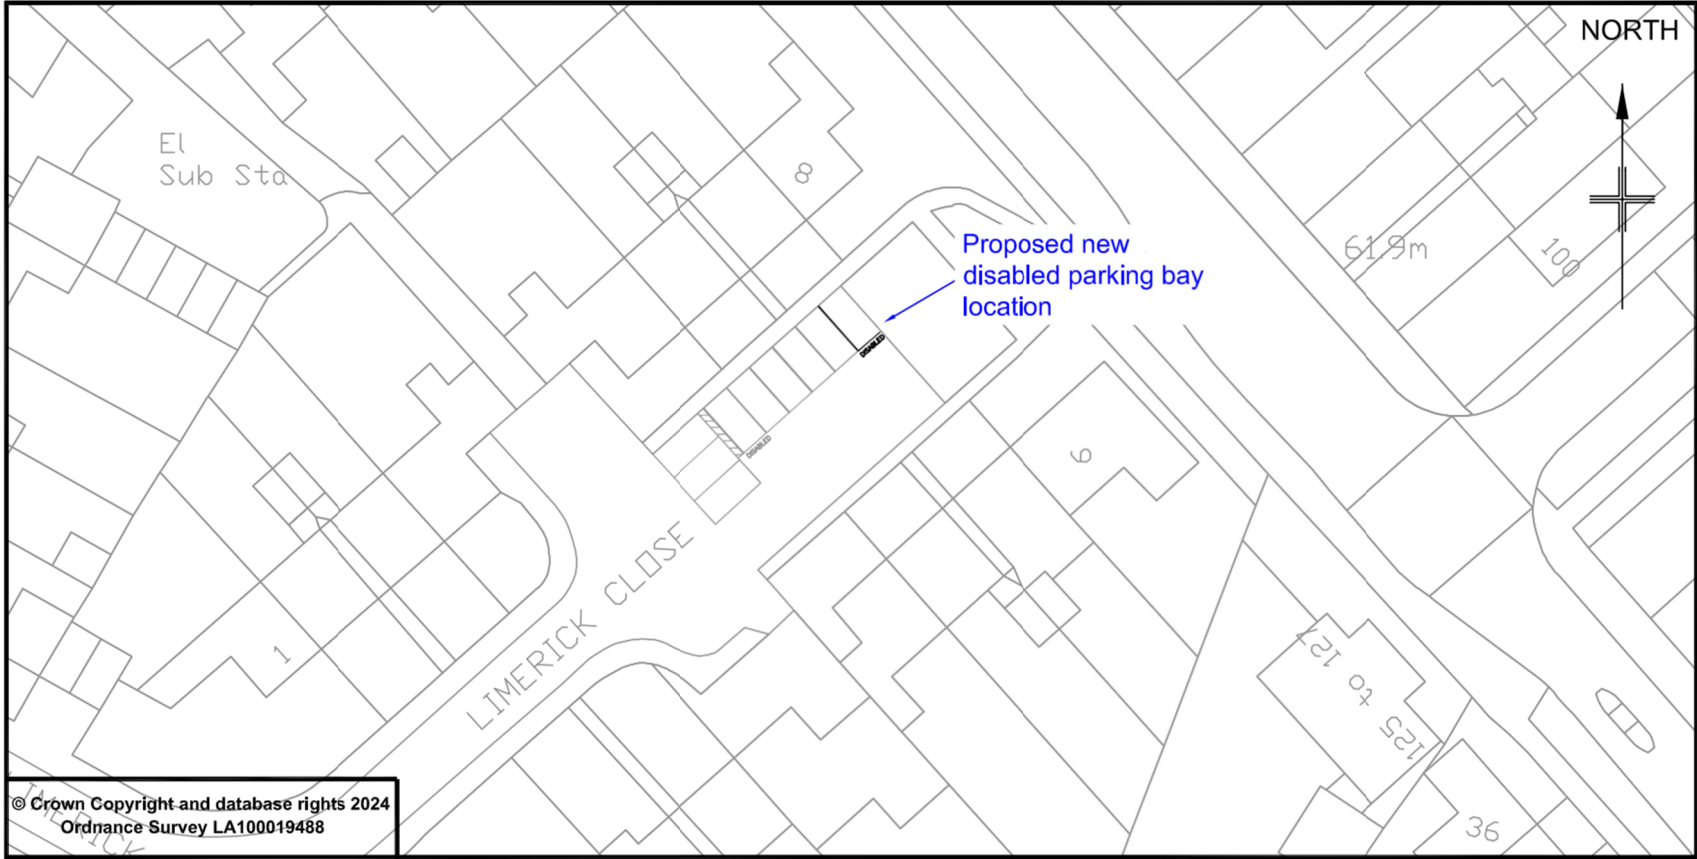 NORTH
El
Sub Sta
8
Proposed new
disabled parking bay
location
61.9m
100
DISABLED
DISABLED
9
LIMERICK CLOSE
1
125 to 127
36
© Crown Copyright and database rights 2024
Ordnance Survey LA100019488